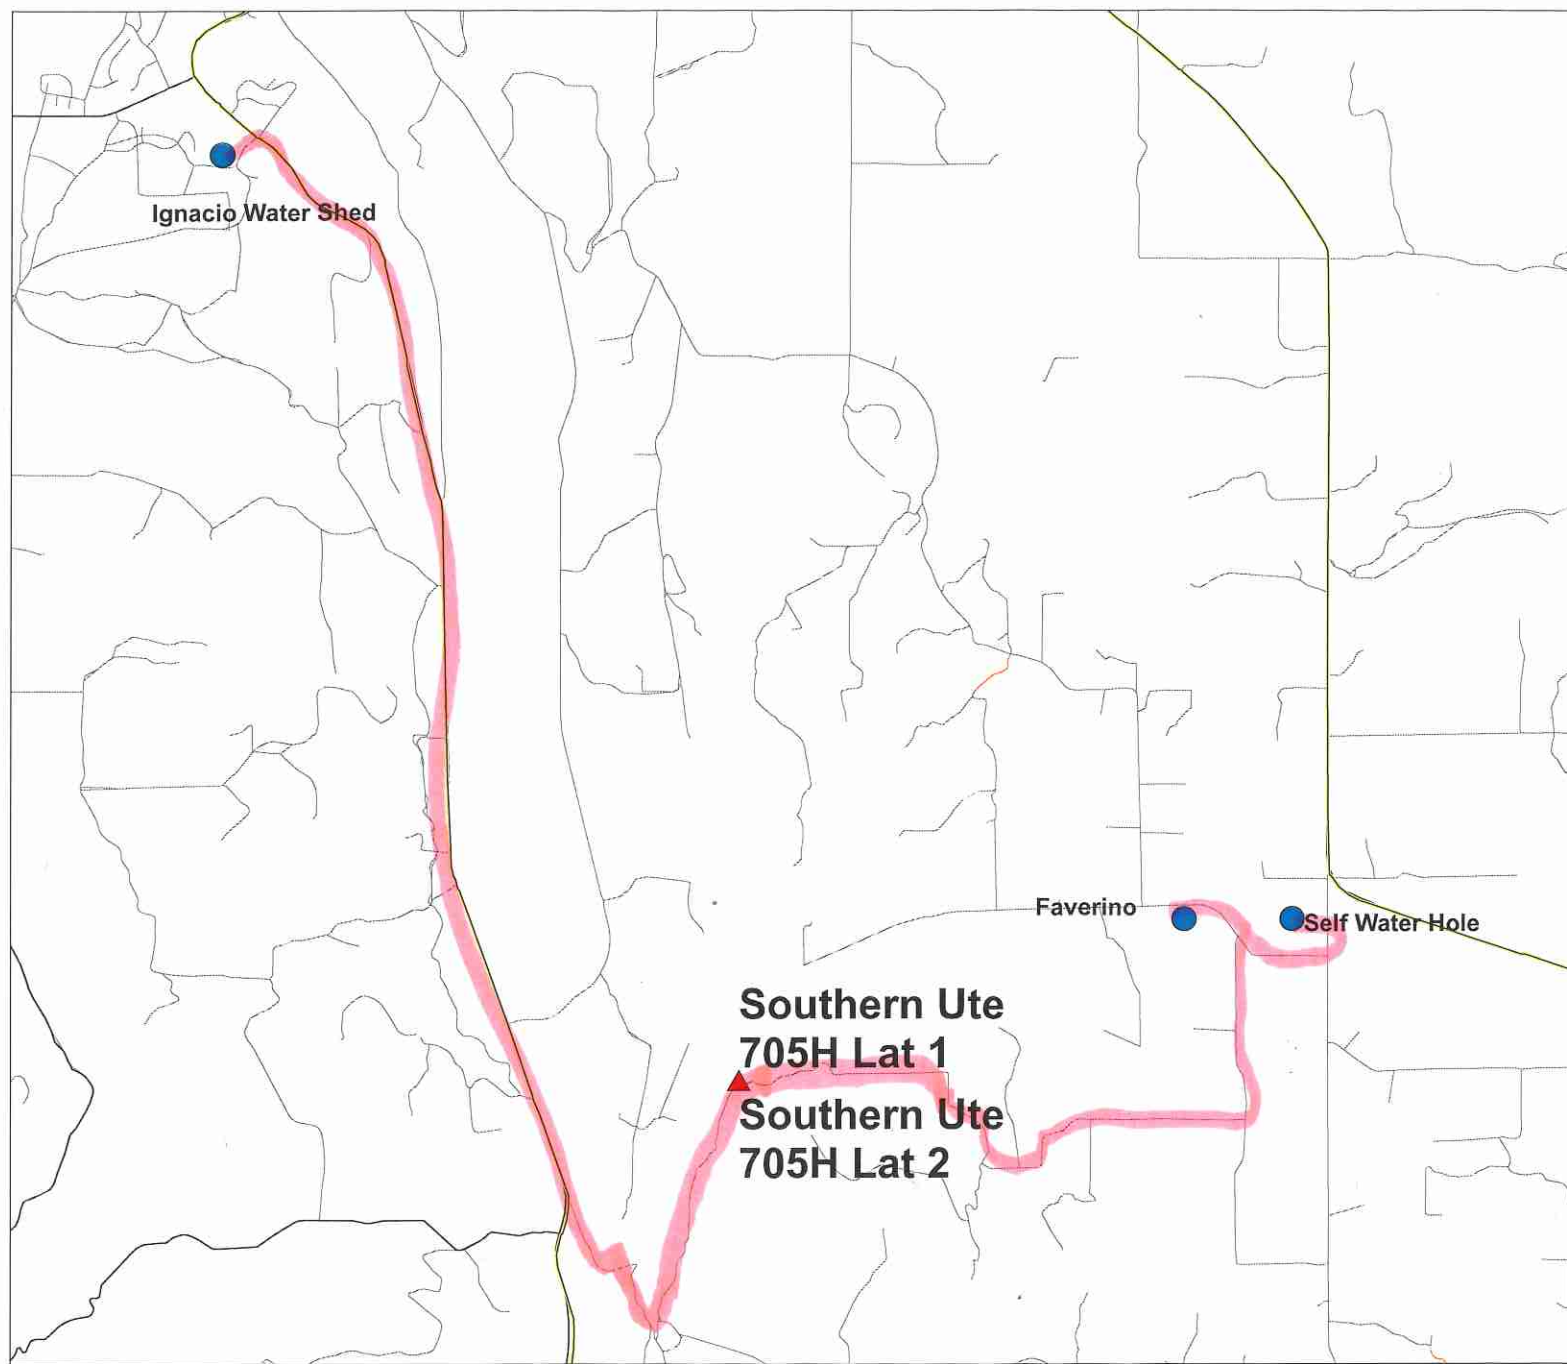 Ignacio Water Shed
Faverino
Self Water Hole
Southern Ute
705H Lat 1
Southern Ute
705H Lat 2